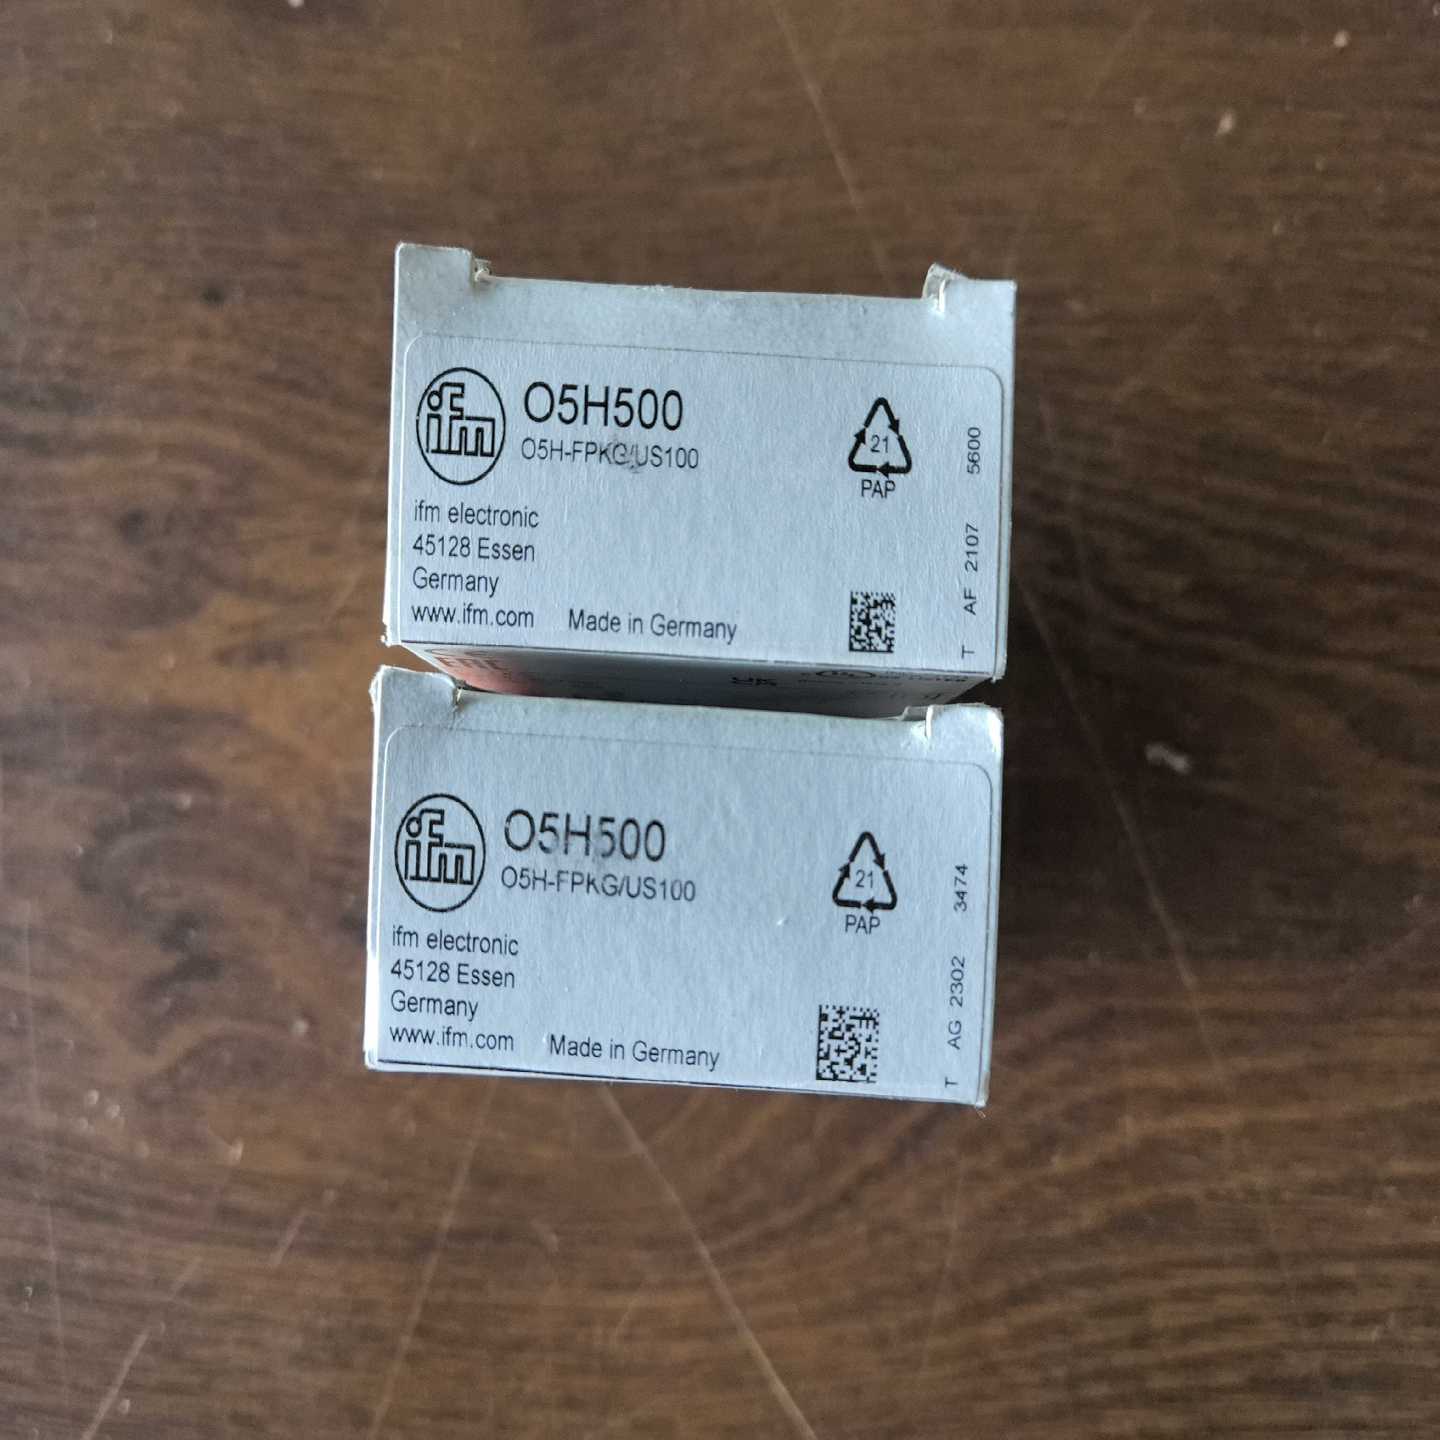 ifm
O5H500
O5H-FPKG/US100
21
PAP
ifm electronic
45128 Essen
Germany
www.ifm.com
Made in Germany
T AF 2107 5600
ifm
O5H500
O5H-FPKG/US100
21
PAP
ifm electronic
45128 Essen
Germany
www.ifm.com
Made in Germany
T AG 2302 3474